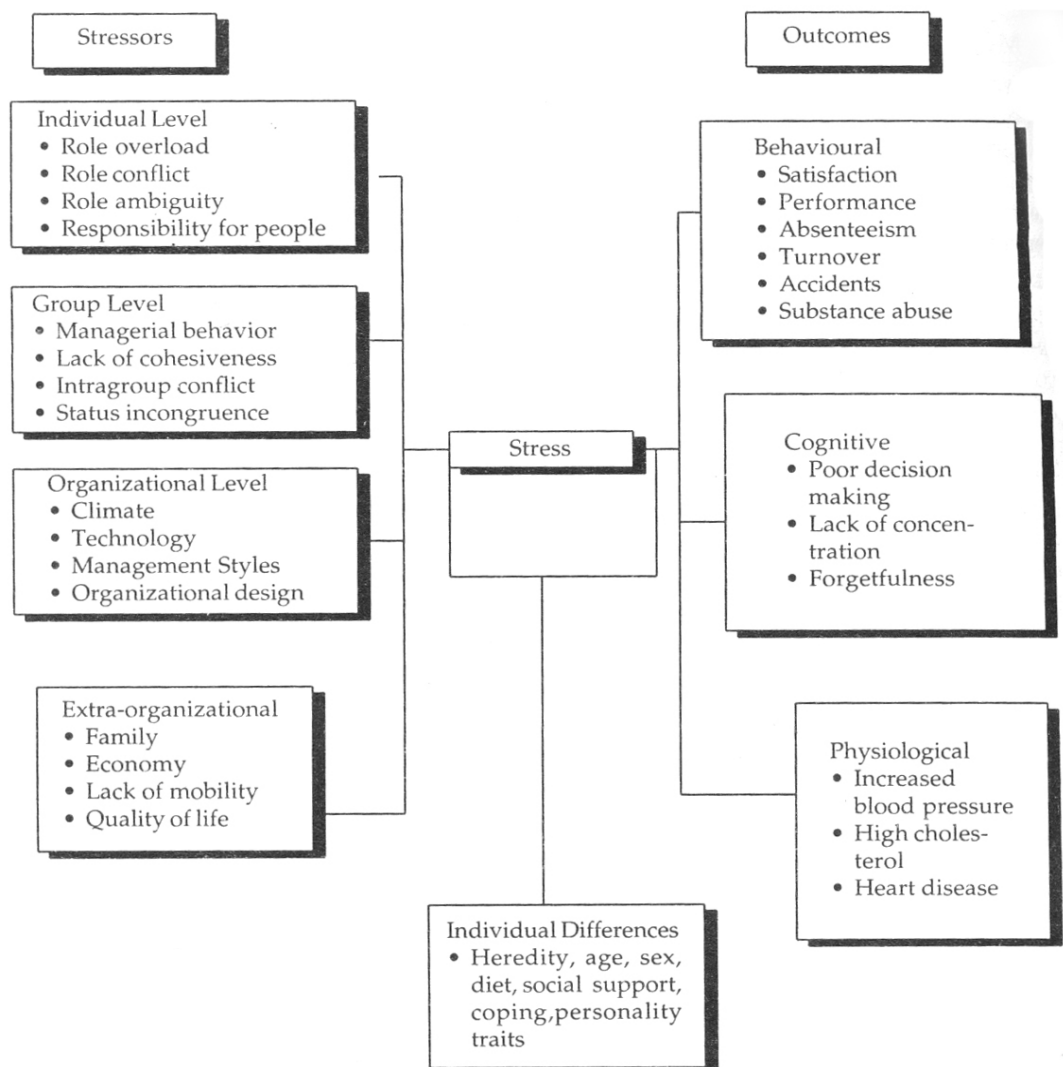 Stressors
Individual Level
• Role overload
• Role conflict
• Role ambiguity
• Responsibility for people
Group Level
• Managerial behavior
• Lack of cohesiveness
• Intragroup conflict
• Status incongruence
Organizational Level
• Climate
• Technology
• Management Styles
• Organizational design
Extra-organizational
• Family
• Economy
• Lack of mobility
• Quality of life
Stress
Individual Differences
• Heredity, age, sex,
diet, social support,
coping,personality
traits
Outcomes
Behavioural
• Satisfaction
• Performance
• Absenteeism
• Turnover
• Accidents
• Substance abuse
Cognitive
• Poor decision
making
• Lack of concen-
tration
• Forgetfulness
Physiological
• Increased
blood pressure
• High choles-
terol
• Heart disease